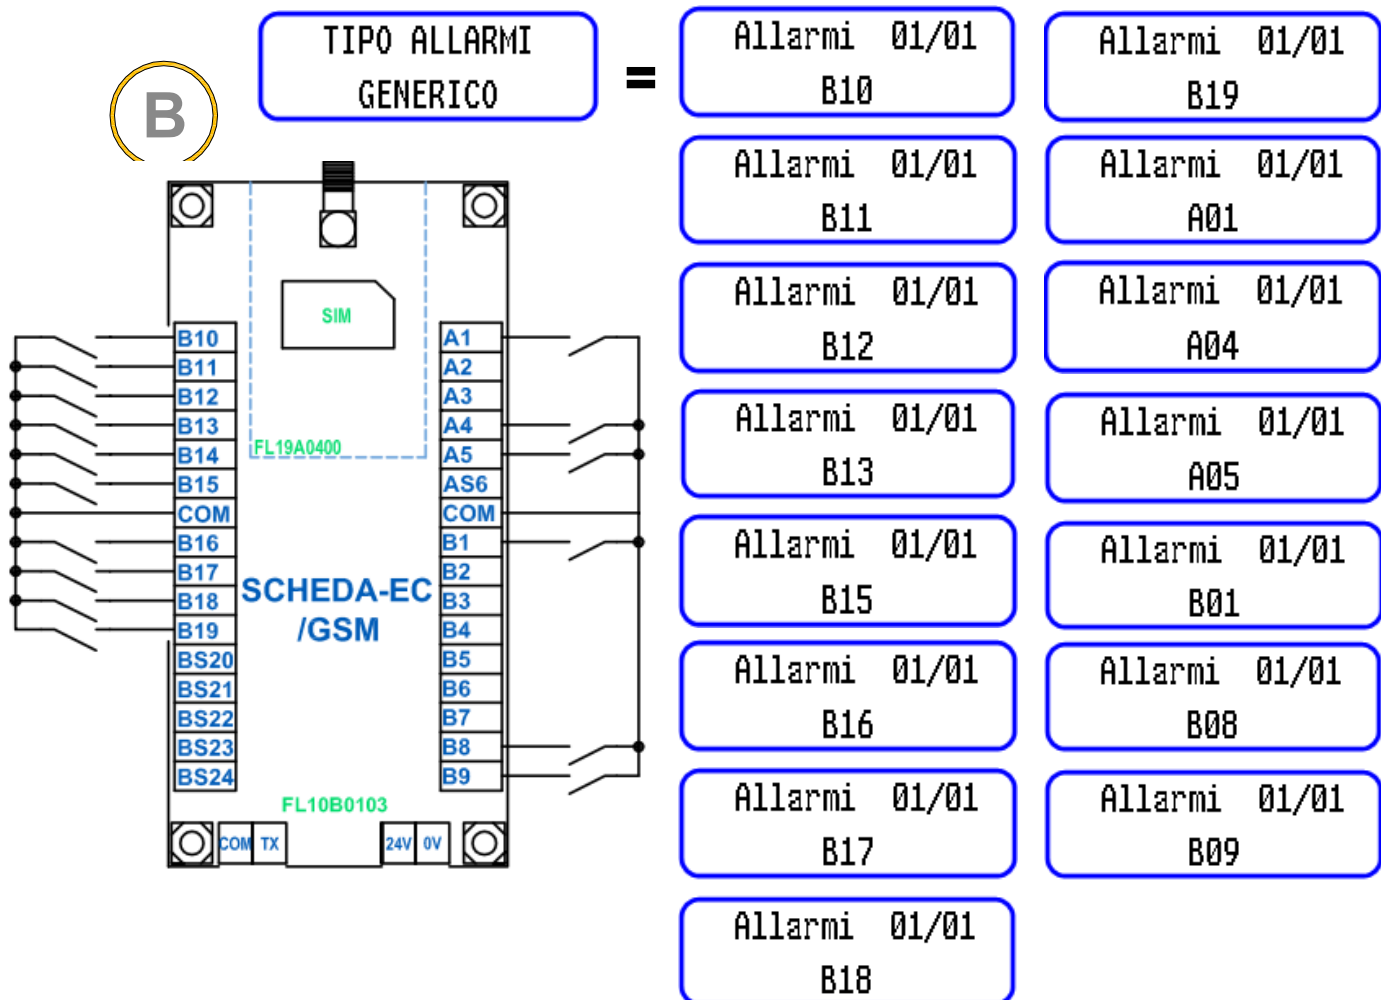 TIPO ALLARMI
GENERICO
=
B
Allarmi 01/01
B10
Allarmi 01/01
B19
Allarmi 01/01
B11
Allarmi 01/01
A01
Allarmi 01/01
B12
Allarmi 01/01
A04
Allarmi 01/01
B13
Allarmi 01/01
A05
Allarmi 01/01
B15
Allarmi 01/01
B01
Allarmi 01/01
B16
Allarmi 01/01
B08
Allarmi 01/01
B17
Allarmi 01/01
B09
Allarmi 01/01
B18
SIM
FL19A0400
B10
B11
B12
B13
B14
B15
COM
B16
B17
B18
B19
BS20
BS21
BS22
BS23
BS24
A1
A2
A3
A4
A5
AS6
COM
B1
B2
B3
B4
B5
B6
B7
B8
B9
SCHEDA-EC
/GSM
FL10B0103
COM TX 24V 0V